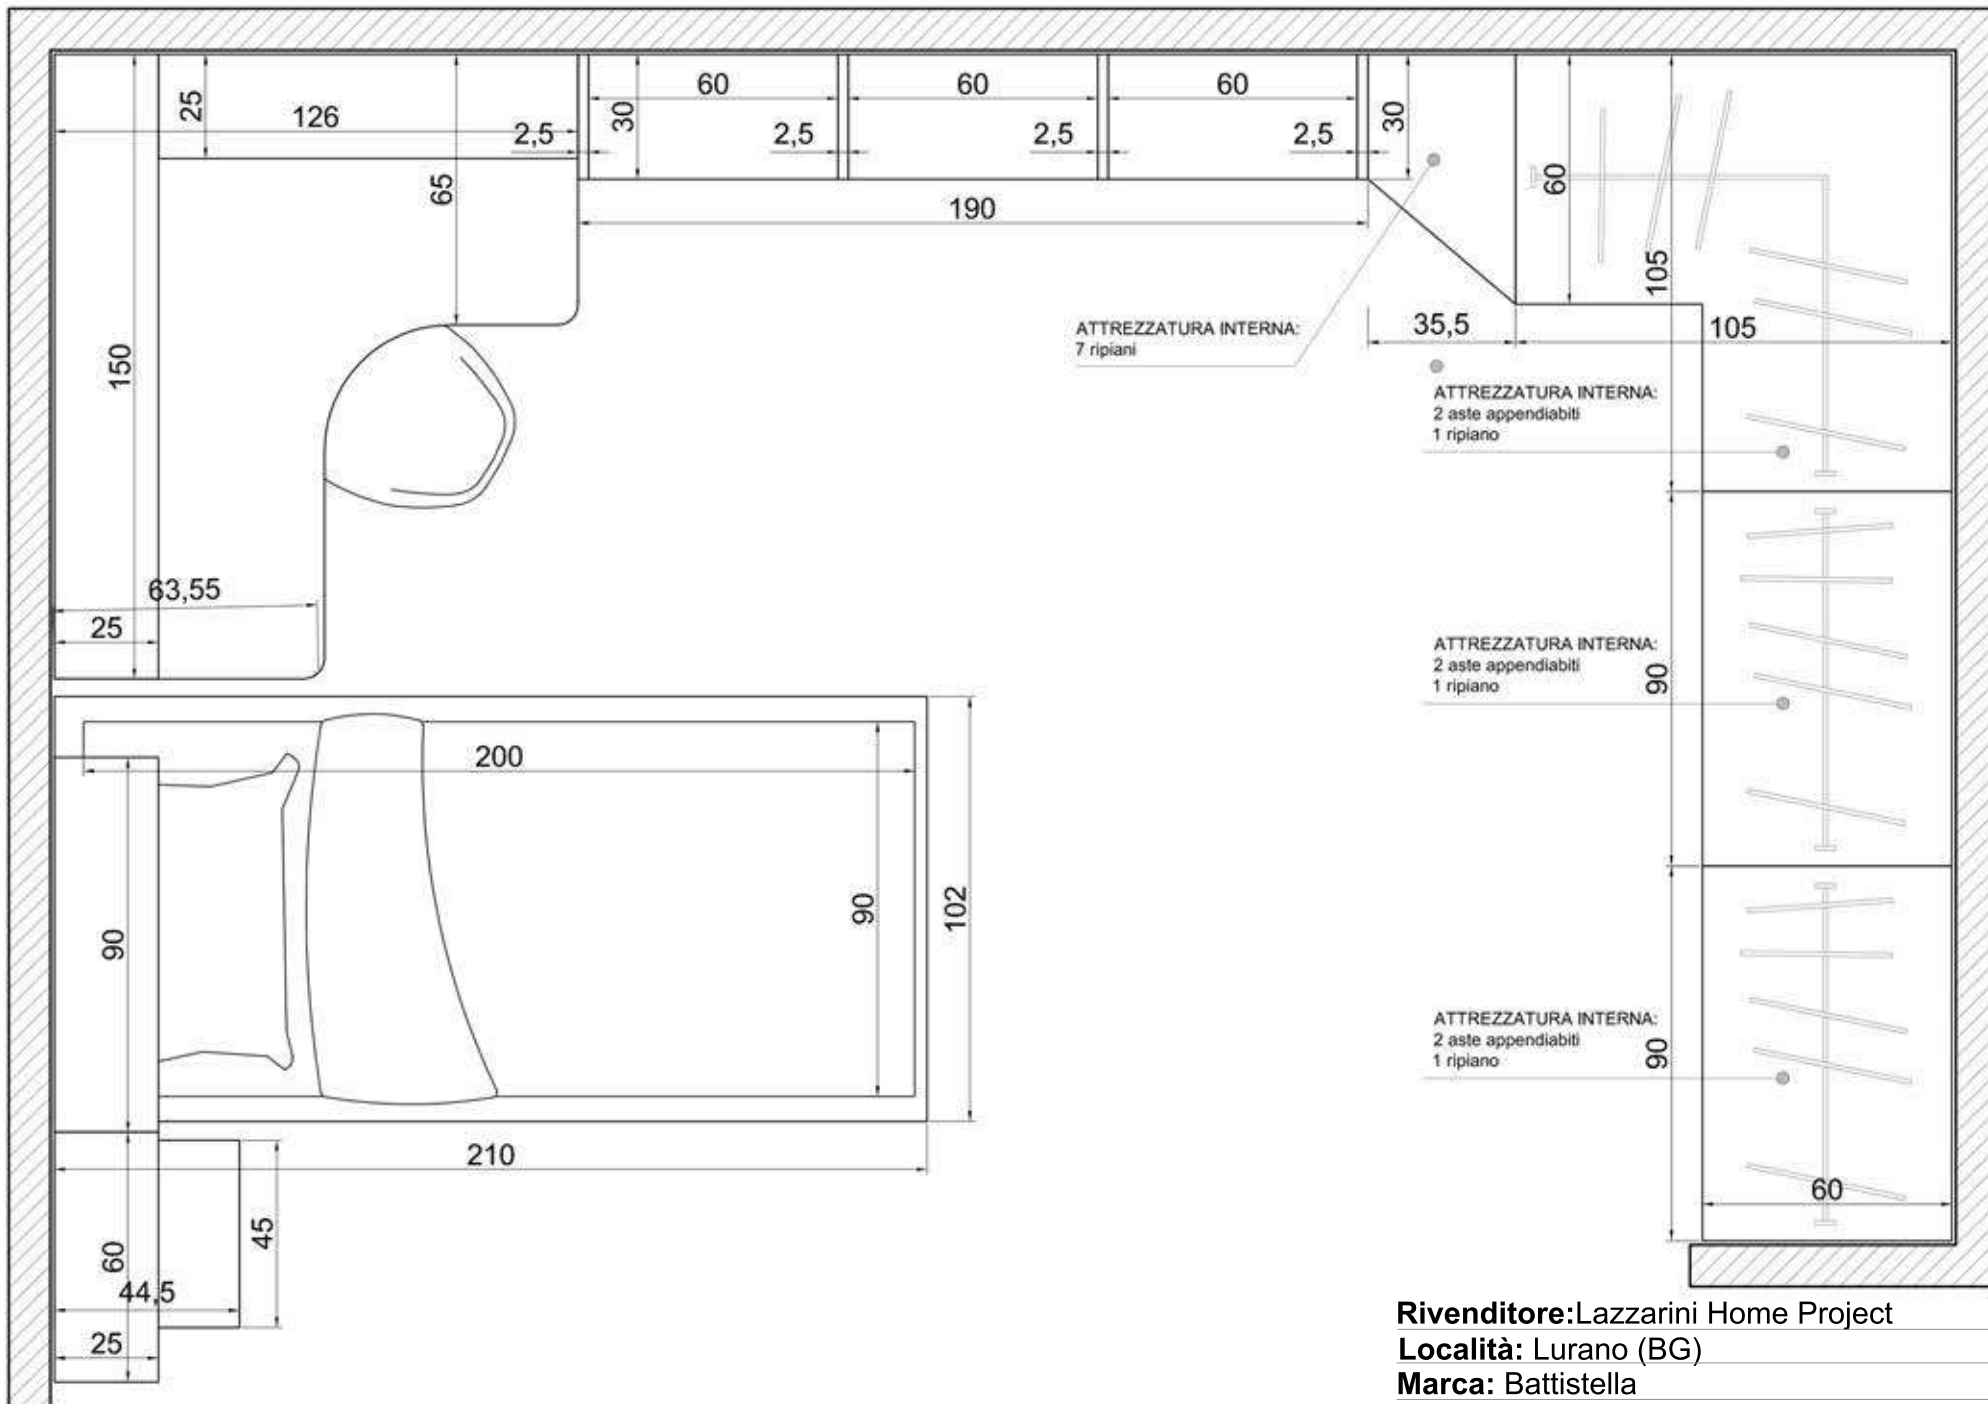 25
126
65
2,5
30
60
2,5
60
2,5
60
2,5
30
190
60
105
ATTREZZATURA INTERNA:
7 ripiani
35,5
105
ATTREZZATURA INTERNA:
2 aste appendiabiti
1 ripiano
150
63,55
25
ATTREZZATURA INTERNA:
2 aste appendiabiti
1 ripiano
90
200
90
102
90
ATTREZZATURA INTERNA:
2 aste appendiabiti
1 ripiano
90
210
60
45
60
44,5
25
Rivenditore:Lazzarini Home Project
Località: Lurano (BG)
Marca: Battistella